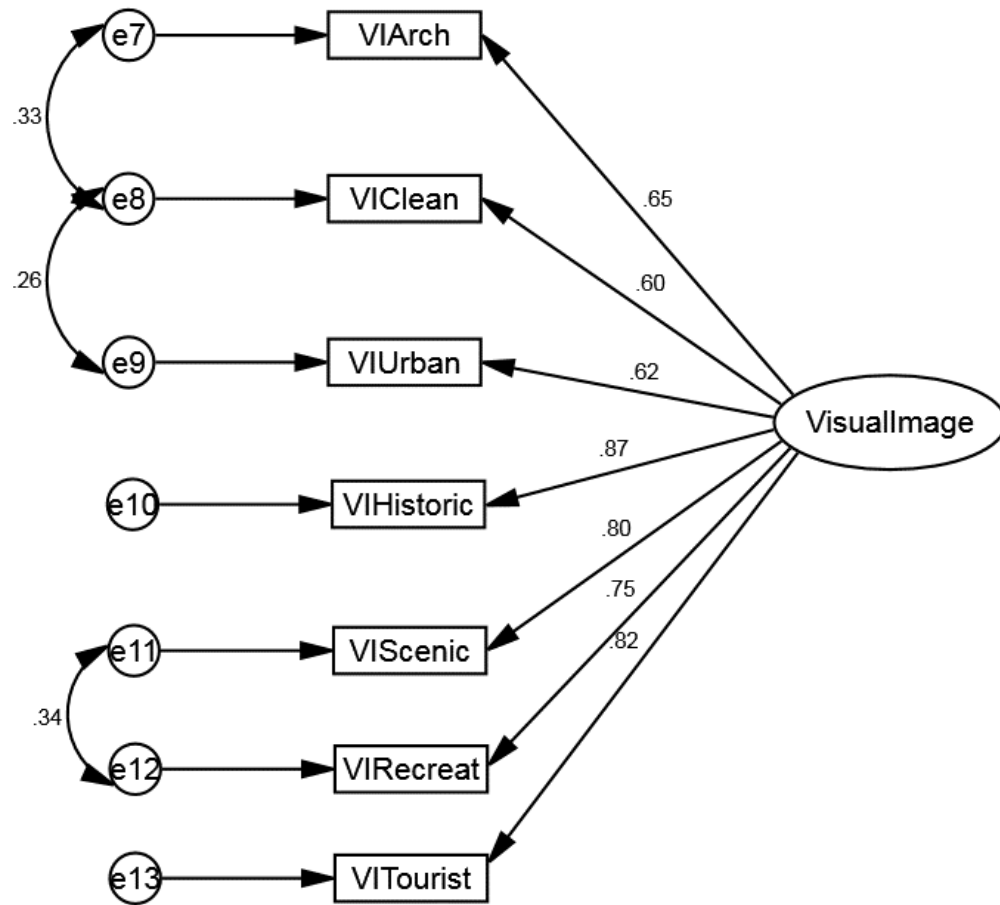 e7
VIArch
.33
.65
e8
VIClean
.26
.60
e9
VIUrban
.62
VisualImage
.87
e10
VIHistoric
.80
.75
.82
e11
VIScenic
.34
e12
VIRecreat
e13
VITourist